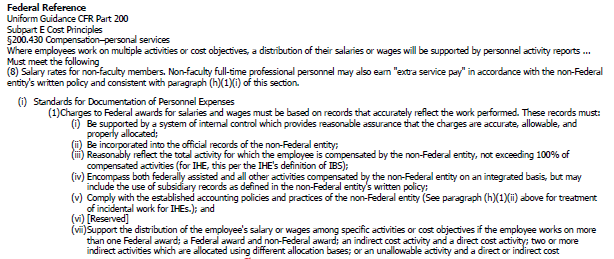 Federal Reference
Uniform Guidance CFR Part 200
Subpart E Cost Principles
§200.430 Compensation—personal services
Where employees work on multiple activities or cost objectives, a distribution of their salaries or wages will be supported by personnel activity reports ...
Must meet the following
(8) Salary rates for non-faculty members. Non-faculty full-time professional personnel may also earn "extra service pay" in accordance with the non-Federal
entity's written policy and consistent with paragraph (h)(1)(i) of this section.
(i) Standards for Documentation of Personnel Expenses
(1)Charges to Federal awards for salaries and wages must be based on records that accurately reflect the work performed. These records must:
(i) Be supported by a system of internal control which provides reasonable assurance that the charges are accurate, allowable, and
properly allocated;
(ii) Be incorporated into the official records of the non-Federal entity;
(iii) Reasonably reflect the total activity for which the employee is compensated by the non-Federal entity, not exceeding 100% of
compensated activities (for IHE, this per the IHE's definition of IBS);
(iv) Encompass both federally assisted and all other activities compensated by the non-Federal entity on an integrated basis, but may
include the use of subsidiary records as defined in the non-Federal entity's written policy;
(v) Comply with the established accounting policies and practices of the non-Federal entity (See paragraph (h)(1)(ii) above for treatment
of incidental work for IHEs.); and
(vi) [Reserved]
(vii)Support the distribution of the employee's salary or wages among specific activities or cost objectives if the employee works on more
than one Federal award; a Federal award and non-Federal award; an indirect cost activity and a direct cost activity; two or more
indirect activities which are allocated using different allocation bases; or an unallowable activity and a direct or indirect cost